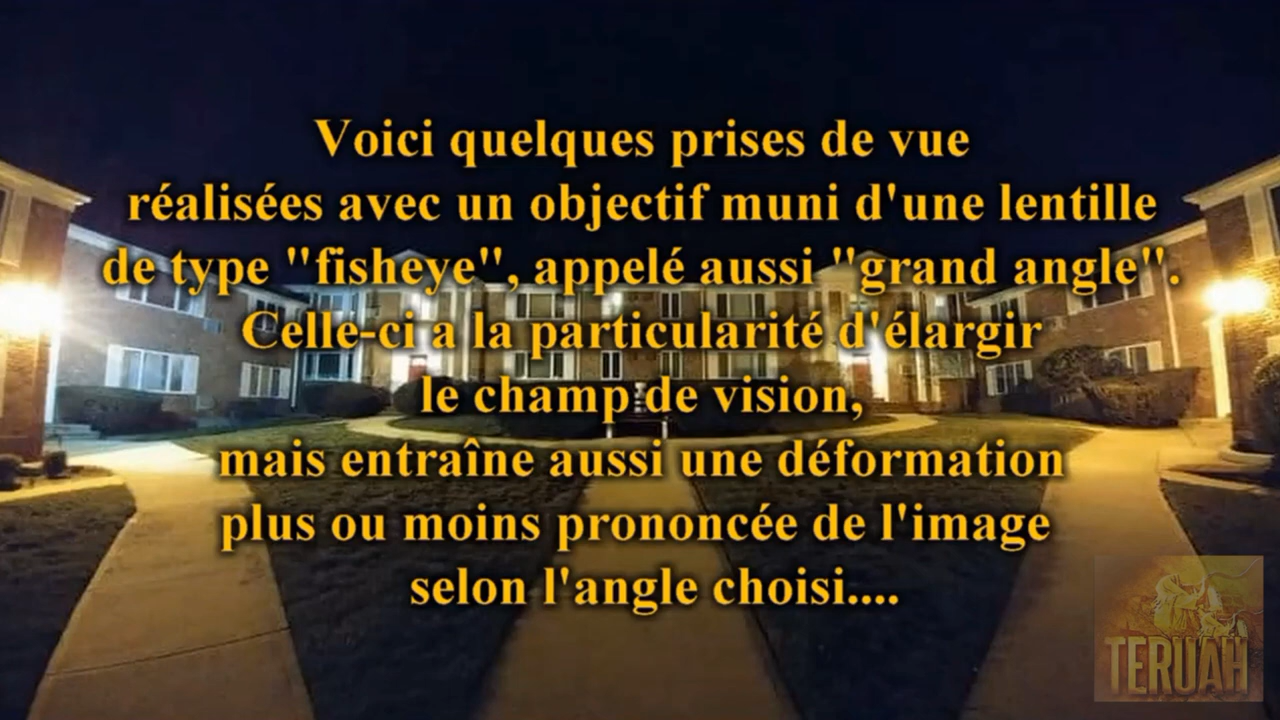 Voici quelques prises de vue
réalisées avec un objectif muni d'une lentille
de type "fisheye", appelé aussi "grand angle".
Celle-ci a la particularité d'élargir
le champ de vision,
mais entraîne aussi une déformation
plus ou moins prononcée de l'image
selon l'angle choisi....
TERUAH